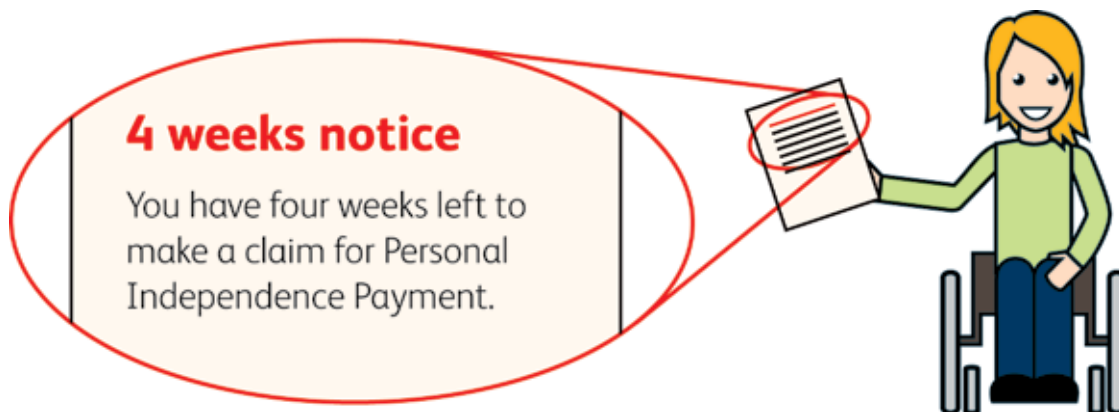 4 weeks notice
You have four weeks left to
make a claim for Personal
Independence Payment.